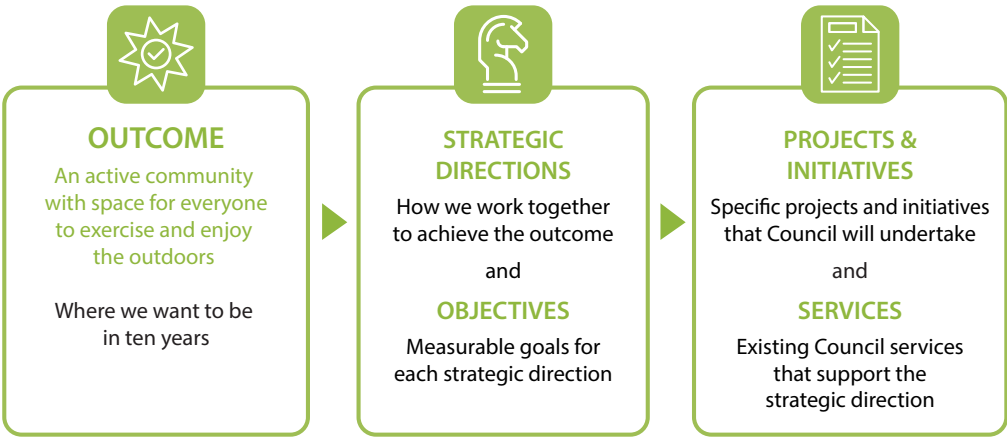 OUTCOME
An active community
with space for everyone
to exercise and enjoy
the outdoors
Where we want to be
in ten years
STRATEGIC
DIRECTIONS
How we work together
to achieve the outcome
and
OBJECTIVES
Measurable goals for
each strategic direction
PROJECTS &
INITIATIVES
Specific projects and initiatives
that Council will undertake
and
SERVICES
Existing Council services
that support the
strategic direction